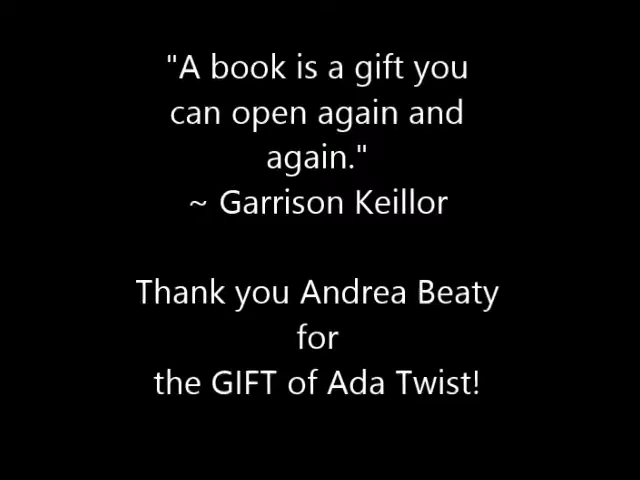 "A book is a gift you
can open again and
again."
~ Garrison Keillor
Thank you Andrea Beaty
for
the GIFT of Ada Twist!